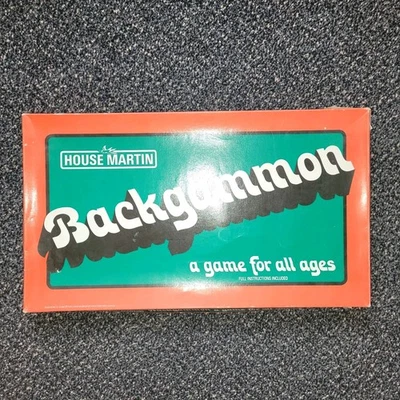 HOUSE MARTIN
Backgammon
a game for all ages
FULL INSTRUCTIONS INCLUDED